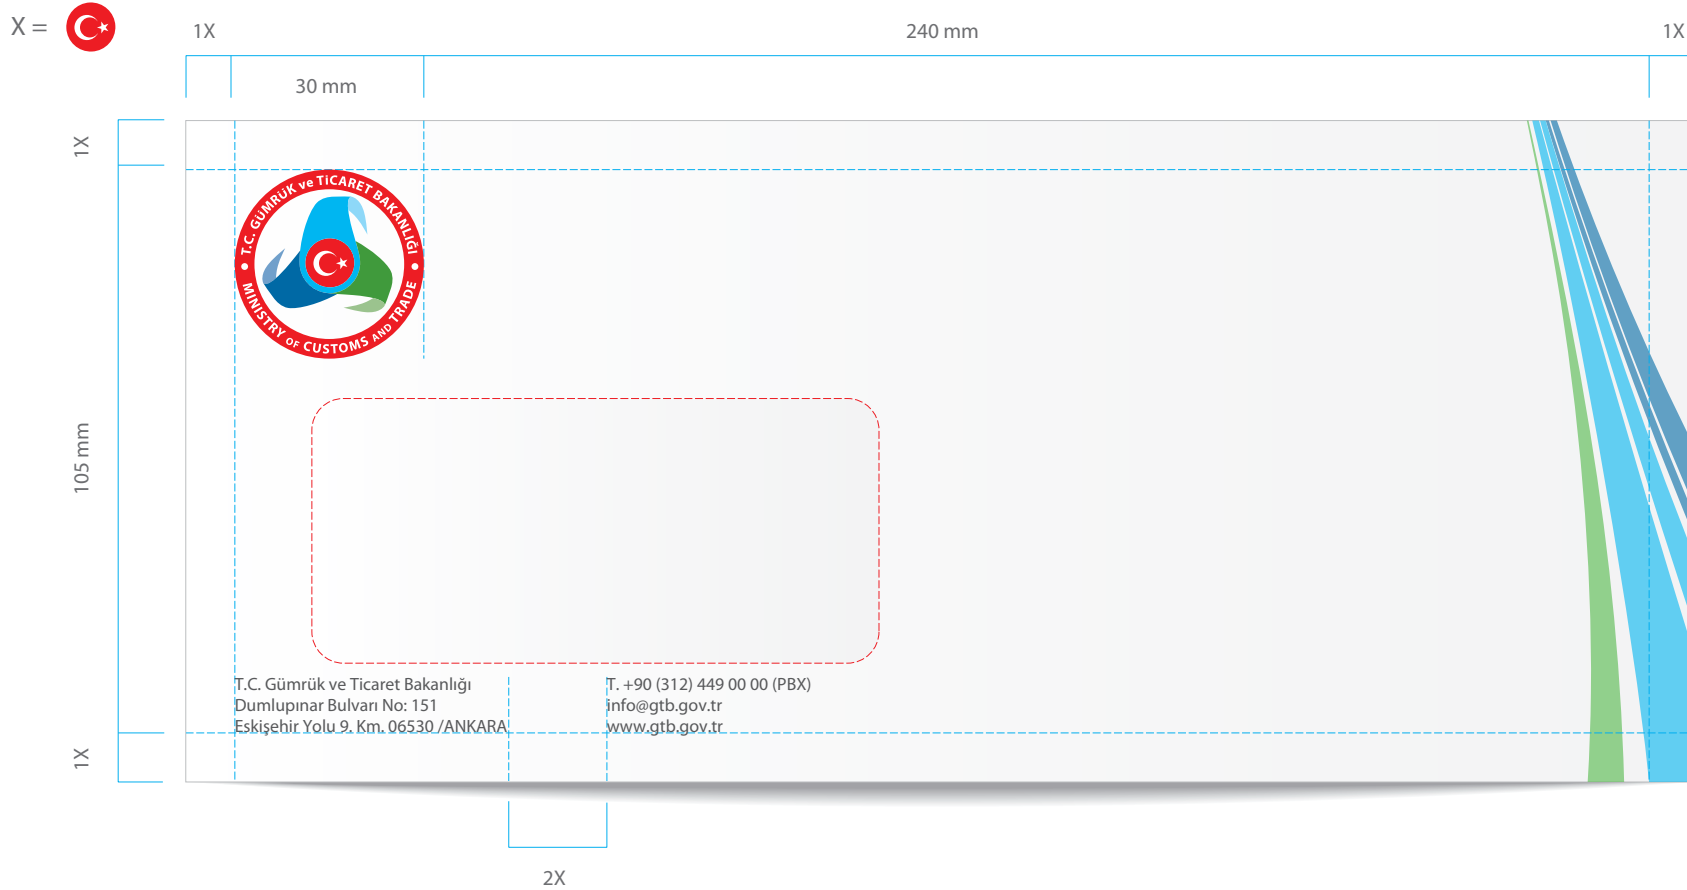 X =
1X
240 mm
1X
30 mm
1X
105 mm
1X
T.C. GÜMRÜK ve TİCARET BAKANLIĞI
MINISTRY OF CUSTOMS AND TRADE
T.C. Gümrük ve Ticaret Bakanlığı
Dumlupınar Bulvarı No: 151
Eskişehir Yolu 9. Km. 06530 /ANKARA
T. +90 (312) 449 00 00 (PBX)
info@gtb.gov.tr
www.gtb.gov.tr
2X